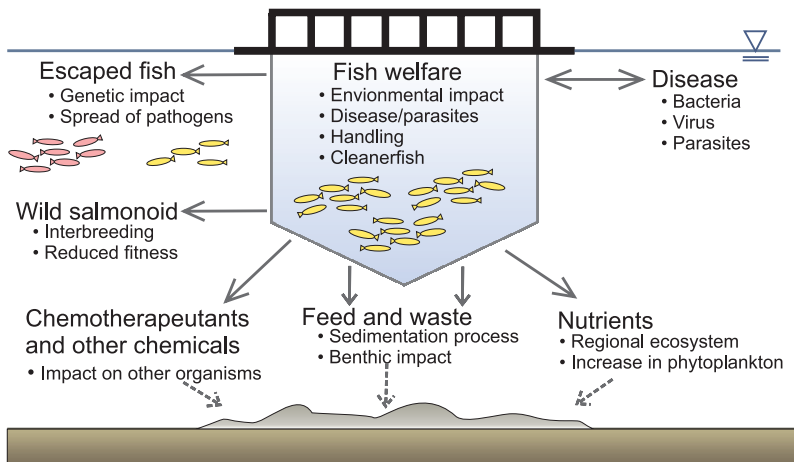 Escaped fish
• Genetic impact
• Spread of pathogens
Fish welfare
• Envionmental impact
• Disease/parasites
• Handling
• Cleanerfish
Disease
• Bacteria
• Virus
• Parasites
Wild salmonoid
• Interbreeding
• Reduced fitness
Chemotherapeutants
and other chemicals
• Impact on other organisms
Feed and waste
• Sedimentation process
• Benthic impact
Nutrients
• Regional ecosystem
• Increase in phytoplankton